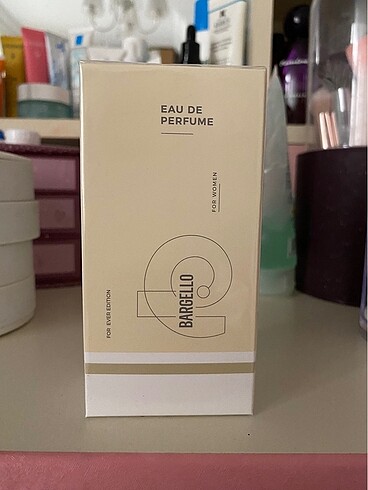 EAU DE
PERFUME
FOR WOMEN
BARGELLO
FOR EVER EDITION